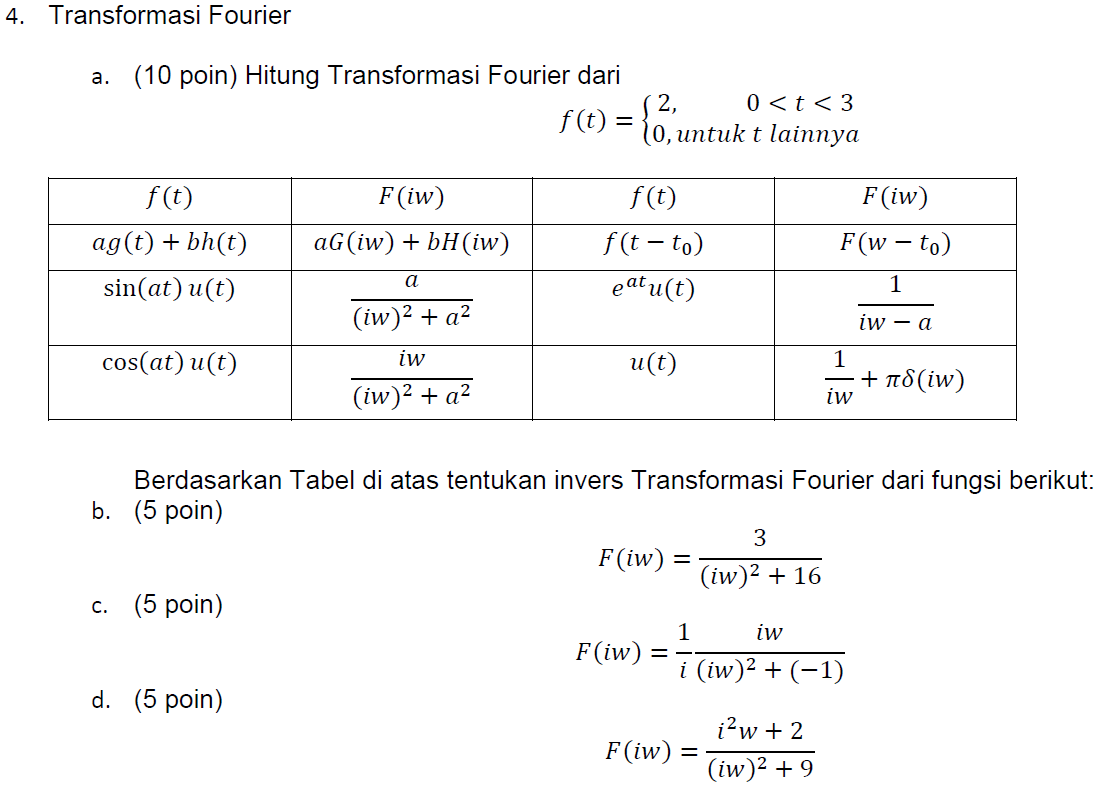 4. Transformasi Fourier
a. (10 poin) Hitung Transformasi Fourier dari
f(t) = { 2, 0 < t < 3
0, untuk t lainnya
f(t) F(iw) f(t) F(iw)
ag(t) + bh(t) aG(iw) + bH(iw) f(t − t₀) F(w − t₀)
sin(at) u(t) a/((iw)² + a²) eᵃᵗu(t) 1/(iw − a)
cos(at) u(t) iw/((iw)² + a²) u(t) 1/iw + πδ(iw)
Berdasarkan Tabel di atas tentukan invers Transformasi Fourier dari fungsi berikut:
b. (5 poin)
F(iw) = 3/((iw)² + 16)
c. (5 poin)
F(iw) = 1/i iw/((iw)² + (−1))
d. (5 poin)
F(iw) = (i²w + 2)/((iw)² + 9)